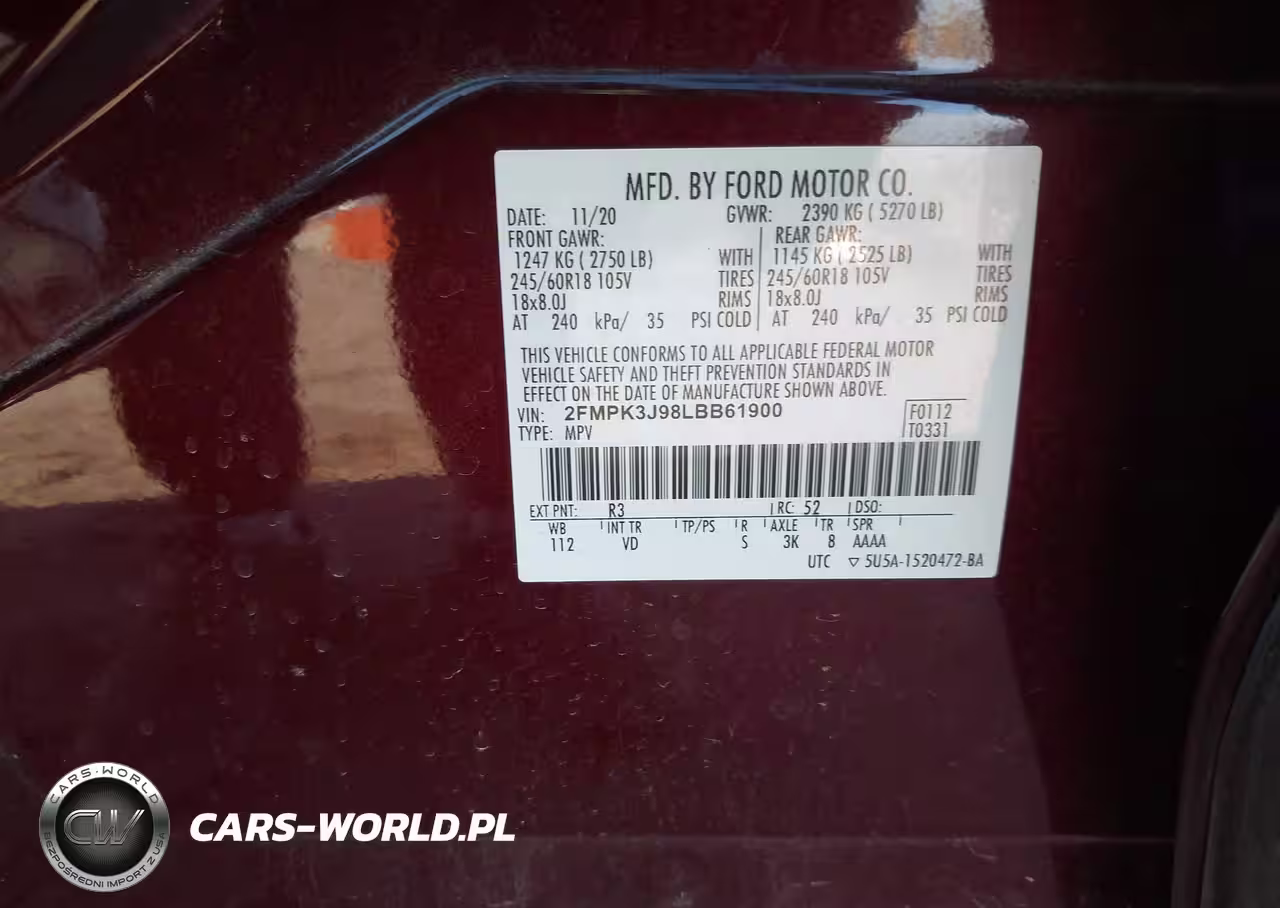 MFD. BY FORD MOTOR CO.
DATE: 11/20 GVWR: 2390 KG ( 5270 LB)
FRONT GAWR: REAR GAWR:
1247 KG ( 2750 LB) WITH 1145 KG ( 2525 LB) WITH
245/60R18 105V TIRES 245/60R18 105V TIRES
18x8.0J RIMS 18x8.0J RIMS
AT 240 kPa/ 35 PSI COLD AT 240 kPa/ 35 PSI COLD
THIS VEHICLE CONFORMS TO ALL APPLICABLE FEDERAL MOTOR
VEHICLE SAFETY AND THEFT PREVENTION STANDARDS IN
EFFECT ON THE DATE OF MANUFACTURE SHOWN ABOVE.
VIN: 2FMPK3J98LBB61900 F0112
TYPE: MPV T0331
EXT PNT: R3 RC: 52 DSO:
WB INT TR TP/PS R AXLE TR SPR
112 VD S 3K 8 AAAA
UTC ▽ 5U5A-1520472-BA
CARS-WORLD
CW
BEZPOŚREDNI IMPORT Z USA
CARS-WORLD.PL